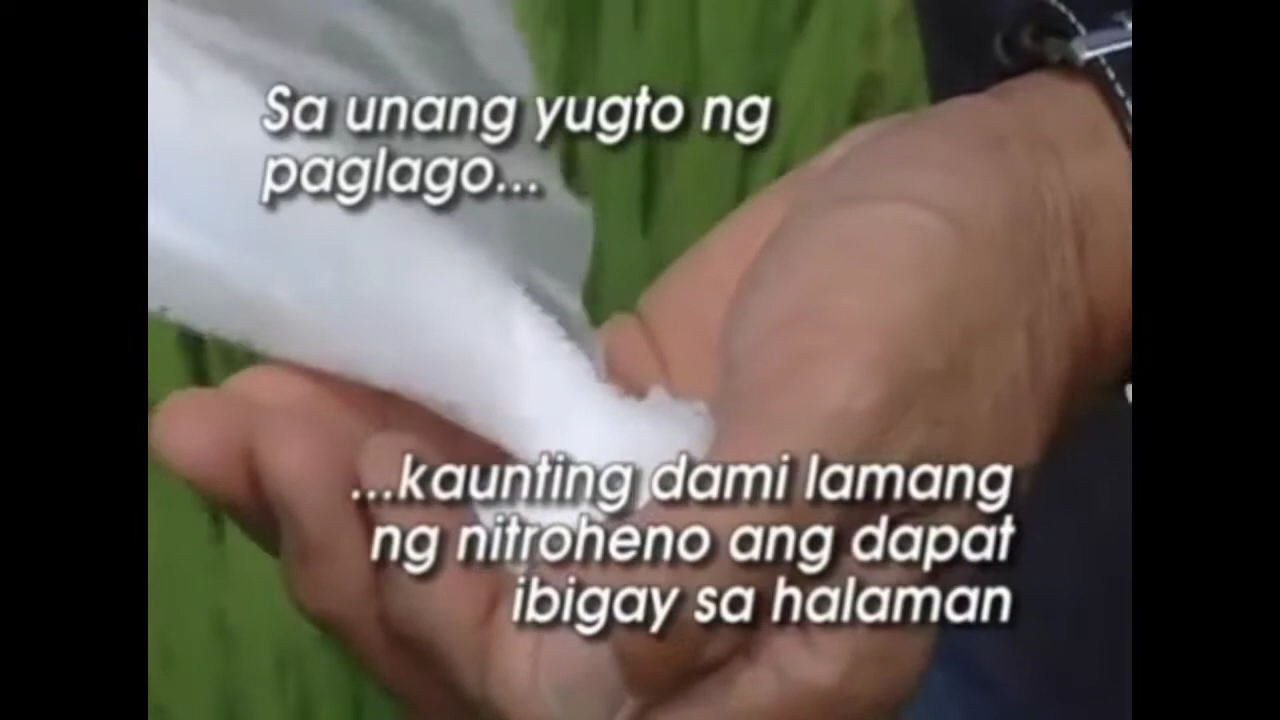 Sa unang yugto ng
paglago...
...kaunting dami lamang
ng nitroheno ang dapat
ibigay sa halaman